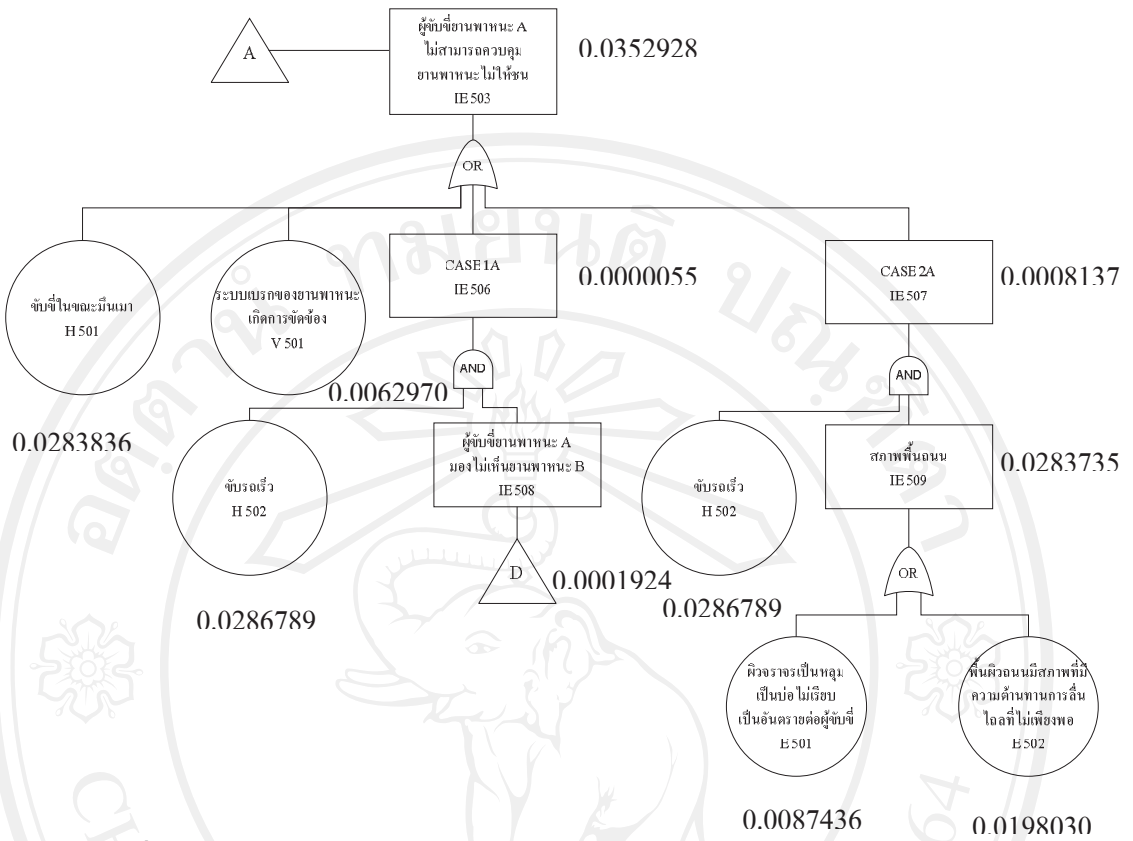 A
ผู้ขับขี่ยานพาหนะ A
ไม่สามารถควบคุม
ยานพาหนะไม่ให้ชน
IE 503
0.0352928
OR
ขับขี่ในขณะมึนเมา
H 501
0.0283836
ระบบเบรกของยานพาหนะ
เกิดการขัดข้อง
V 501
0.0062970
CASE 1A
IE 506
0.0000055
CASE 2A
IE 507
0.0008137
AND
AND
ขับรถเร็ว
H 502
0.0286789
ผู้ขับขี่ยานพาหนะ A
มองไม่เห็นยานพาหนะ B
IE 508
D
0.0001924
ขับรถเร็ว
H 502
0.0286789
สภาพพื้นถนน
IE 509
0.0283735
OR
ผิวจราจรเป็นหลุม
เป็นบ่อ ไม่เรียบ
เป็นอันตรายต่อผู้ขับขี่
E 501
0.0087436
พื้นผิวถนนมีสภาพที่มี
ความต้านทานการลื่น
ไถลที่ไม่เพียงพอ
E 502
0.0198030